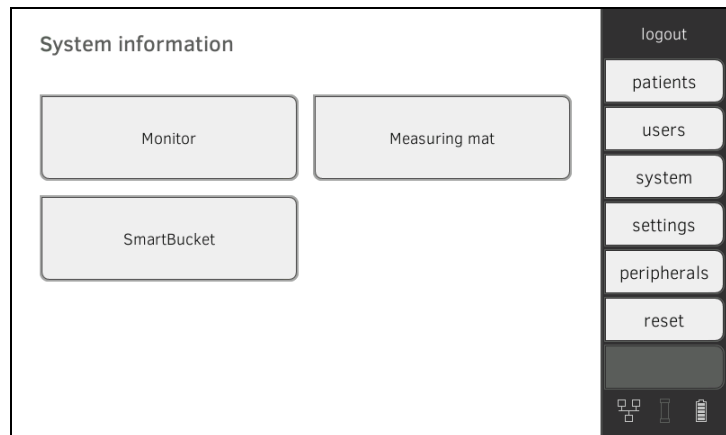 System information
Monitor
Measuring mat
SmartBucket
logout
patients
users
system
settings
peripherals
reset